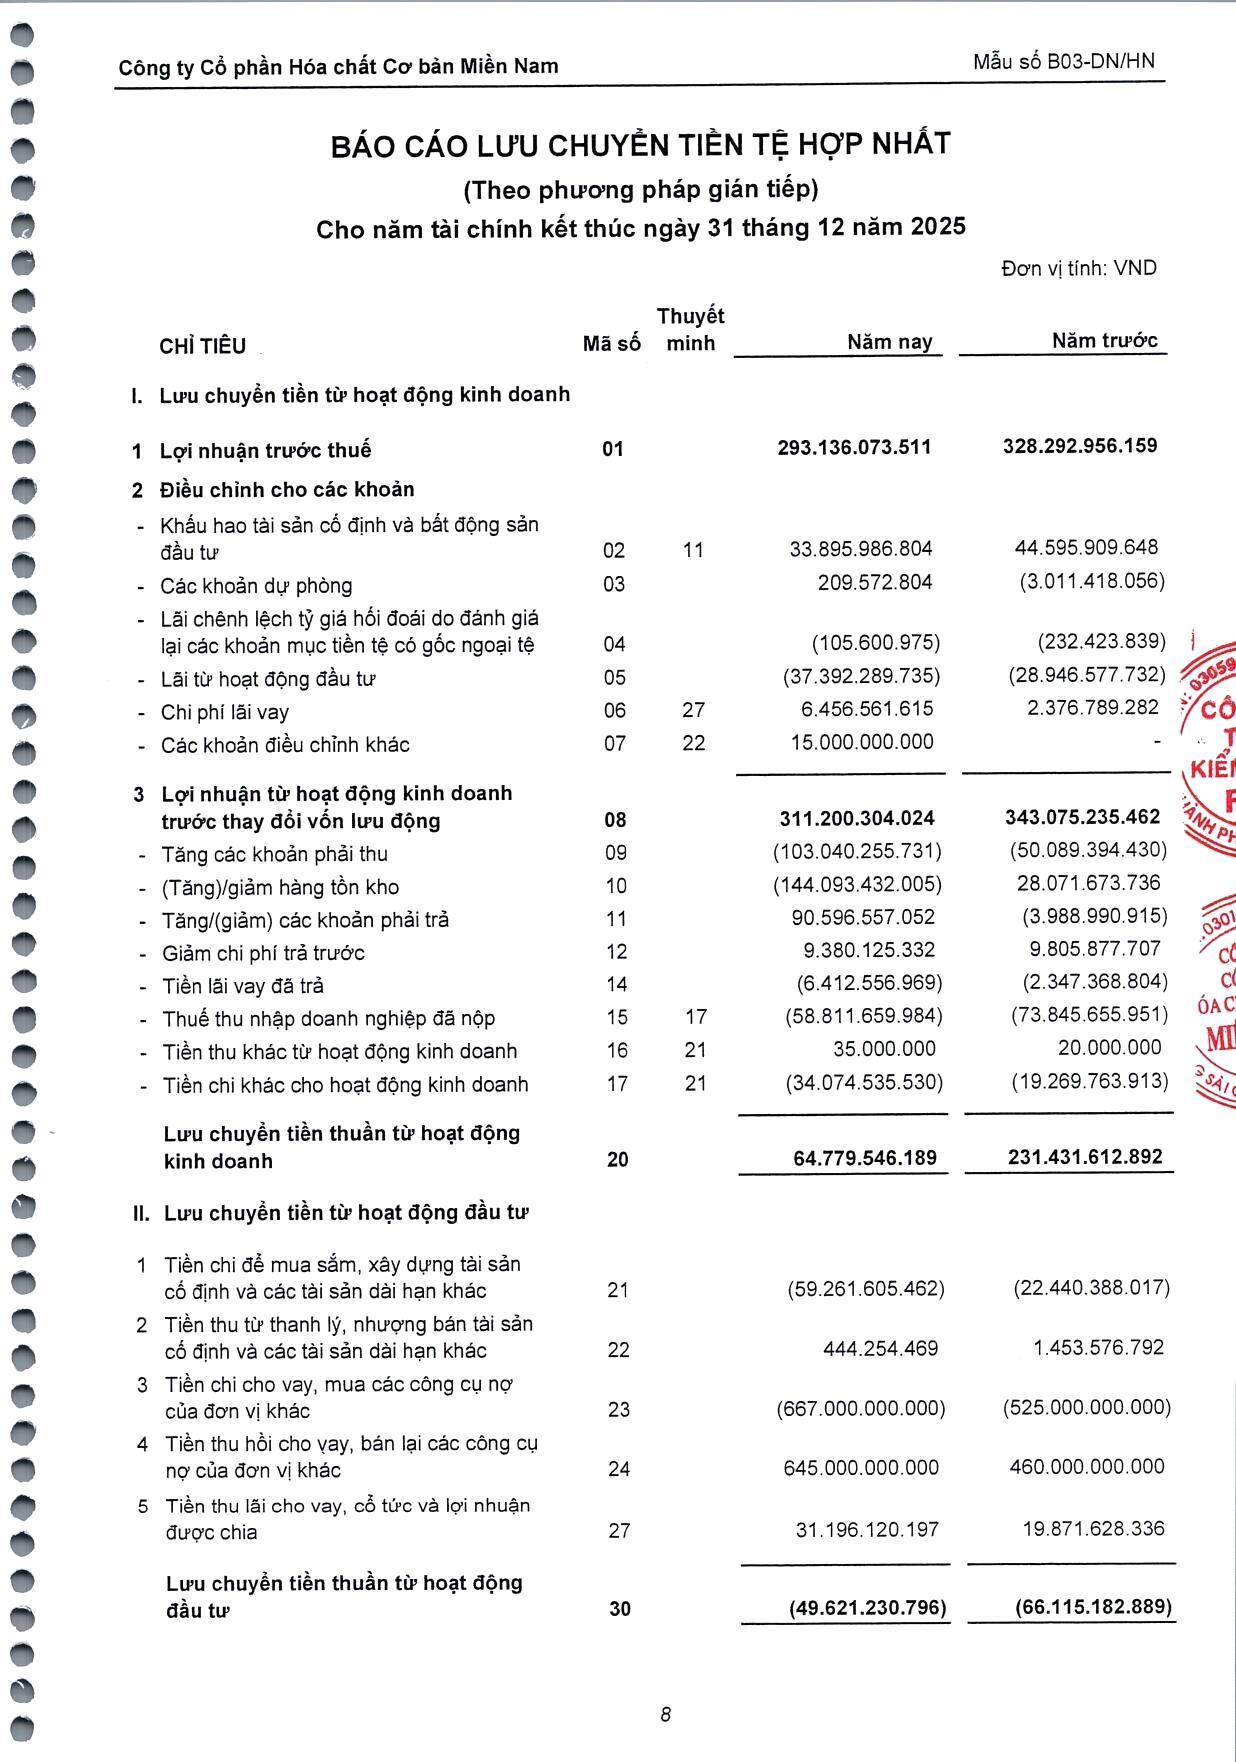 Công ty Cổ phần Hóa chất Cơ bản Miền Nam
Mẫu số B03-DN/HN
BÁO CÁO LƯU CHUYỂN TIỀN TỆ HỢP NHẤT
(Theo phương pháp gián tiếp)
Cho năm tài chính kết thúc ngày 31 tháng 12 năm 2025
Đơn vị tính: VND
CHỈ TIÊU Mã số Thuyết minh Năm nay Năm trước
I. Lưu chuyển tiền từ hoạt động kinh doanh
1 Lợi nhuận trước thuế 01 293.136.073.511 328.292.956.159
2 Điều chỉnh cho các khoản
- Khấu hao tài sản cố định và bất động sản
đầu tư 02 11 33.895.986.804 44.595.909.648
- Các khoản dự phòng 03 209.572.804 (3.011.418.056)
- Lãi chênh lệch tỷ giá hối đoái do đánh giá
lại các khoản mục tiền tệ có gốc ngoại tệ 04 (105.600.975) (232.423.839)
- Lãi từ hoạt động đầu tư 05 (37.392.289.735) (28.946.577.732)
- Chi phí lãi vay 06 27 6.456.561.615 2.376.789.282
- Các khoản điều chỉnh khác 07 22 15.000.000.000 -
3 Lợi nhuận từ hoạt động kinh doanh
trước thay đổi vốn lưu động 08 311.200.304.024 343.075.235.462
- Tăng các khoản phải thu 09 (103.040.255.731) (50.089.394.430)
- (Tăng)/giảm hàng tồn kho 10 (144.093.432.005) 28.071.673.736
- Tăng/(giảm) các khoản phải trả 11 90.596.557.052 (3.988.990.915)
- Giảm chi phí trả trước 12 9.380.125.332 9.805.877.707
- Tiền lãi vay đã trả 14 (6.412.556.969) (2.347.368.804)
- Thuế thu nhập doanh nghiệp đã nộp 15 17 (58.811.659.984) (73.845.655.951)
- Tiền thu khác từ hoạt động kinh doanh 16 21 35.000.000 20.000.000
- Tiền chi khác cho hoạt động kinh doanh 17 21 (34.074.535.530) (19.269.763.913)
Lưu chuyển tiền thuần từ hoạt động
kinh doanh 20 64.779.546.189 231.431.612.892
II. Lưu chuyển tiền từ hoạt động đầu tư
1 Tiền chi để mua sắm, xây dựng tài sản
cố định và các tài sản dài hạn khác 21 (59.261.605.462) (22.440.388.017)
2 Tiền thu từ thanh lý, nhượng bán tài sản
cố định và các tài sản dài hạn khác 22 444.254.469 1.453.576.792
3 Tiền chi cho vay, mua các công cụ nợ
của đơn vị khác 23 (667.000.000.000) (525.000.000.000)
4 Tiền thu hồi cho vay, bán lại các công cụ
nợ của đơn vị khác 24 645.000.000.000 460.000.000.000
5 Tiền thu lãi cho vay, cổ tức và lợi nhuận
được chia 27 31.196.120.197 19.871.628.336
Lưu chuyển tiền thuần từ hoạt động
đầu tư 30 (49.621.230.796) (66.115.182.889)
8